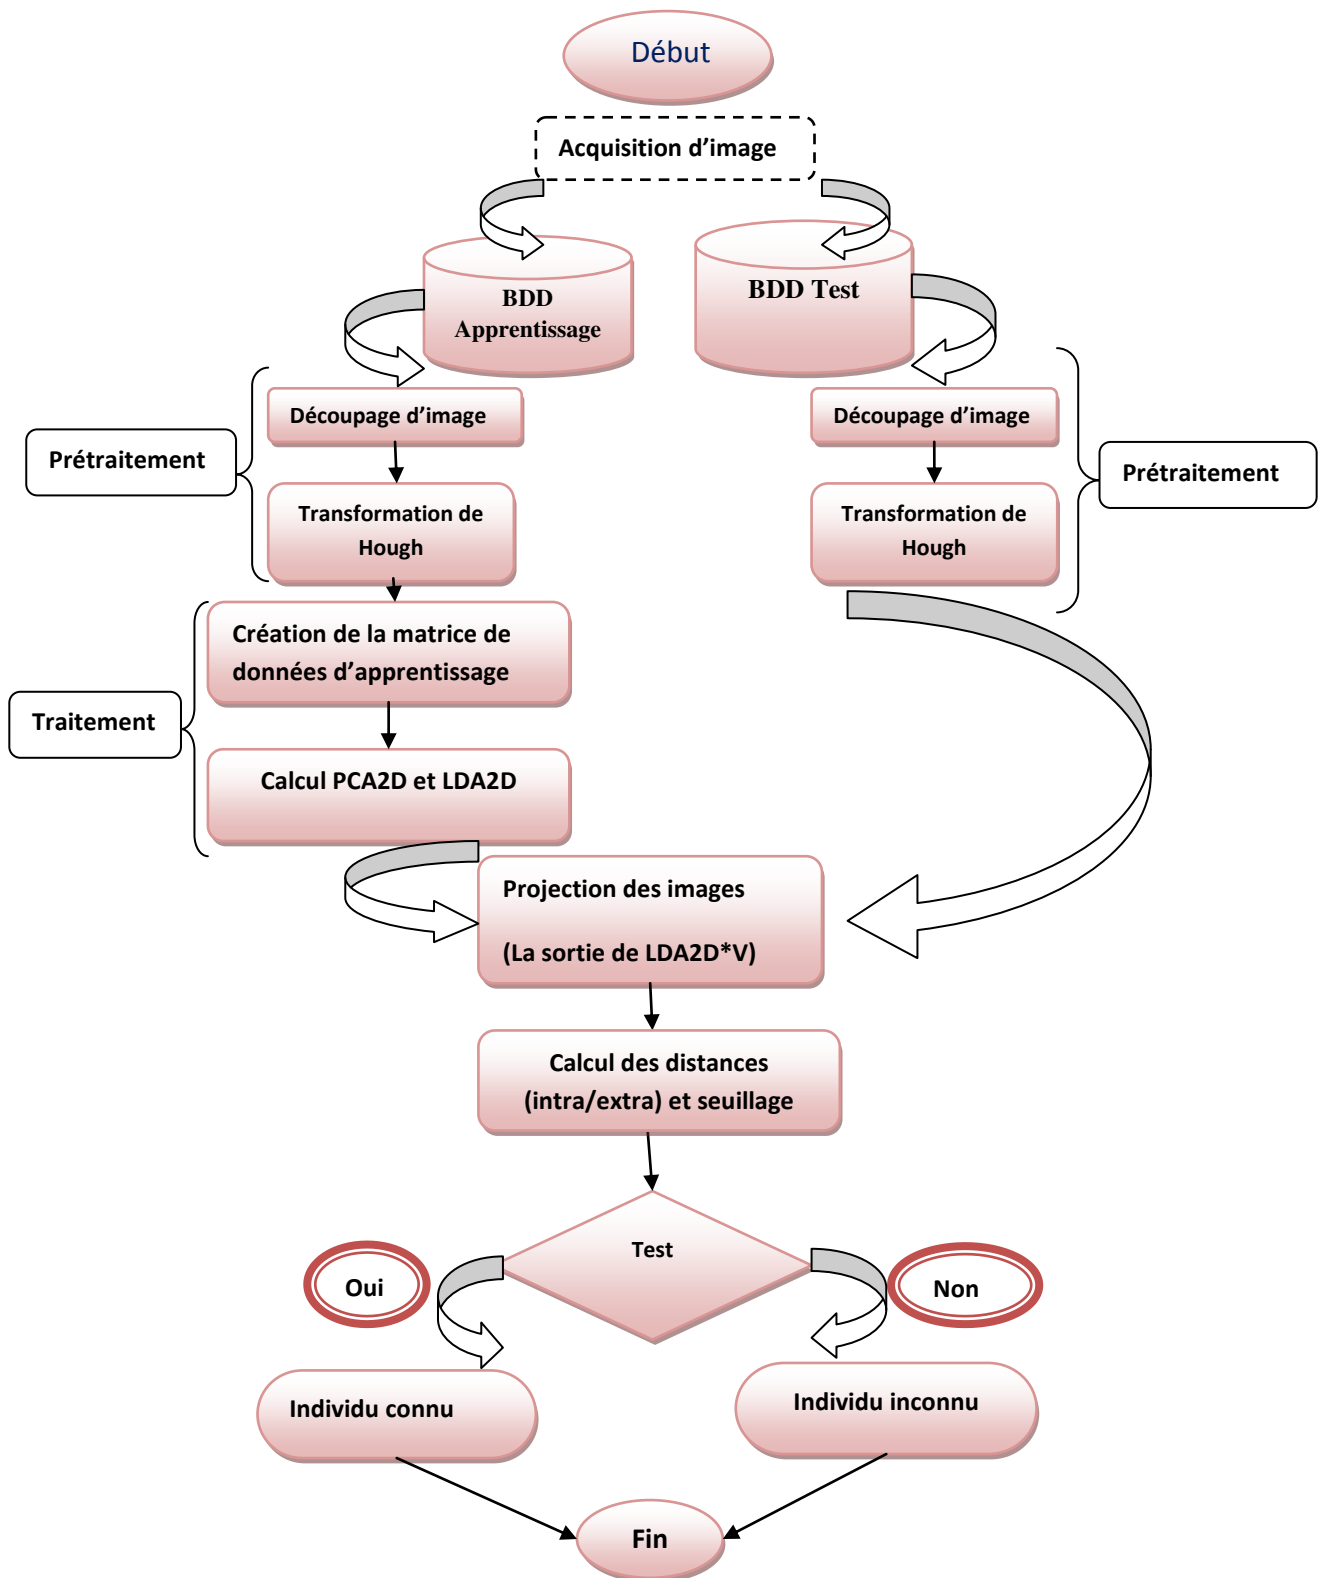 Début
Acquisition d’image
BDD
Apprentissage
BDD Test
Découpage d’image
Découpage d’image
Prétraitement
Prétraitement
Transformation de
Hough
Transformation de
Hough
Création de la matrice de
données d’apprentissage
Traitement
Calcul PCA2D et LDA2D
Projection des images
(La sortie de LDA2D*V)
Calcul des distances
(intra/extra) et seuillage
Test
Oui
Non
Individu connu
Individu inconnu
Fin